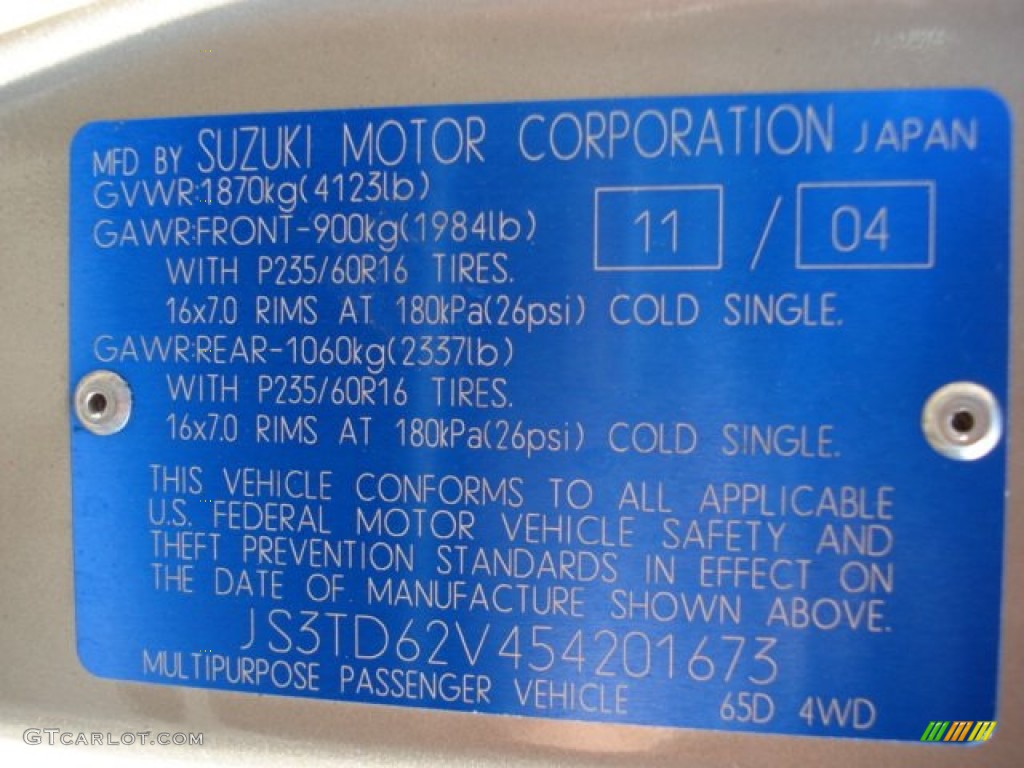 MFD BY SUZUKI MOTOR CORPORATION JAPAN
GVWR:1870kg(4123lb)
GAWR:FRONT-900kg(1984lb) 11 / 04
WITH P235/60R16 TIRES.
16x7.0 RIMS AT 180kPa(26psi) COLD SINGLE.
GAWR:REAR-1060kg(2337lb)
WITH P235/60R16 TIRES.
16x7.0 RIMS AT 180kPa(26psi) COLD SINGLE.
THIS VEHICLE CONFORMS TO ALL APPLICABLE
U.S. FEDERAL MOTOR VEHICLE SAFETY AND
THEFT PREVENTION STANDARDS IN EFFECT ON
THE DATE OF MANUFACTURE SHOWN ABOVE.
JS3TD62V454201673
MULTIPURPOSE PASSENGER VEHICLE 65D 4WD
GTCARLOT.COM